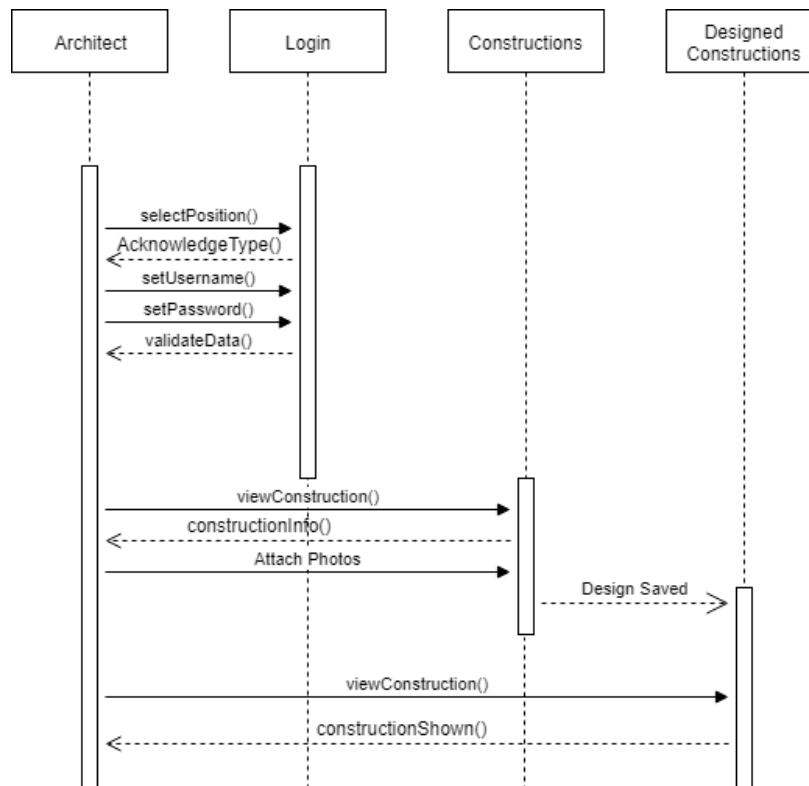 Architect
Login
Constructions
Designed
Constructions
selectPosition()
AcknowledgeType()
setUsername()
setPassword()
validateData()
viewConstruction()
constructionInfo()
Attach Photos
Design Saved
viewConstruction()
constructionShown()